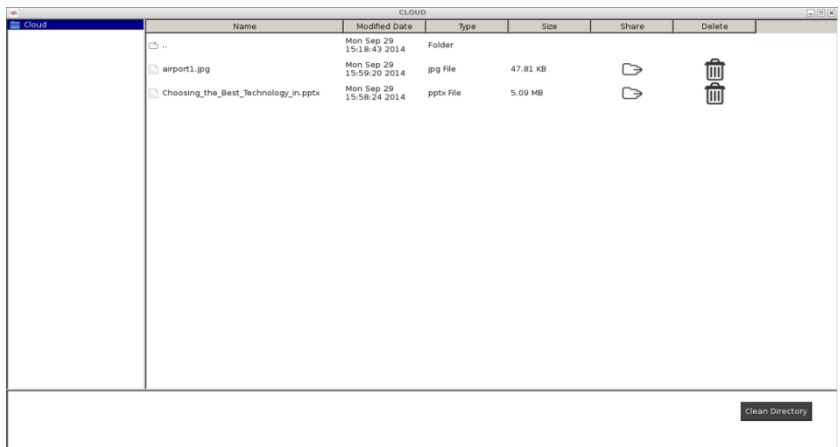 CLOUD
Cloud
Name Modified Date Type Size Share Delete
.. Mon Sep 29 15:18:43 2014 Folder
airport1.jpg Mon Sep 29 15:59:20 2014 jpg File 47.81 KB
Choosing_the_Best_Technology_in.pptx Mon Sep 29 15:58:24 2014 pptx File 5.09 MB
Clean Directory